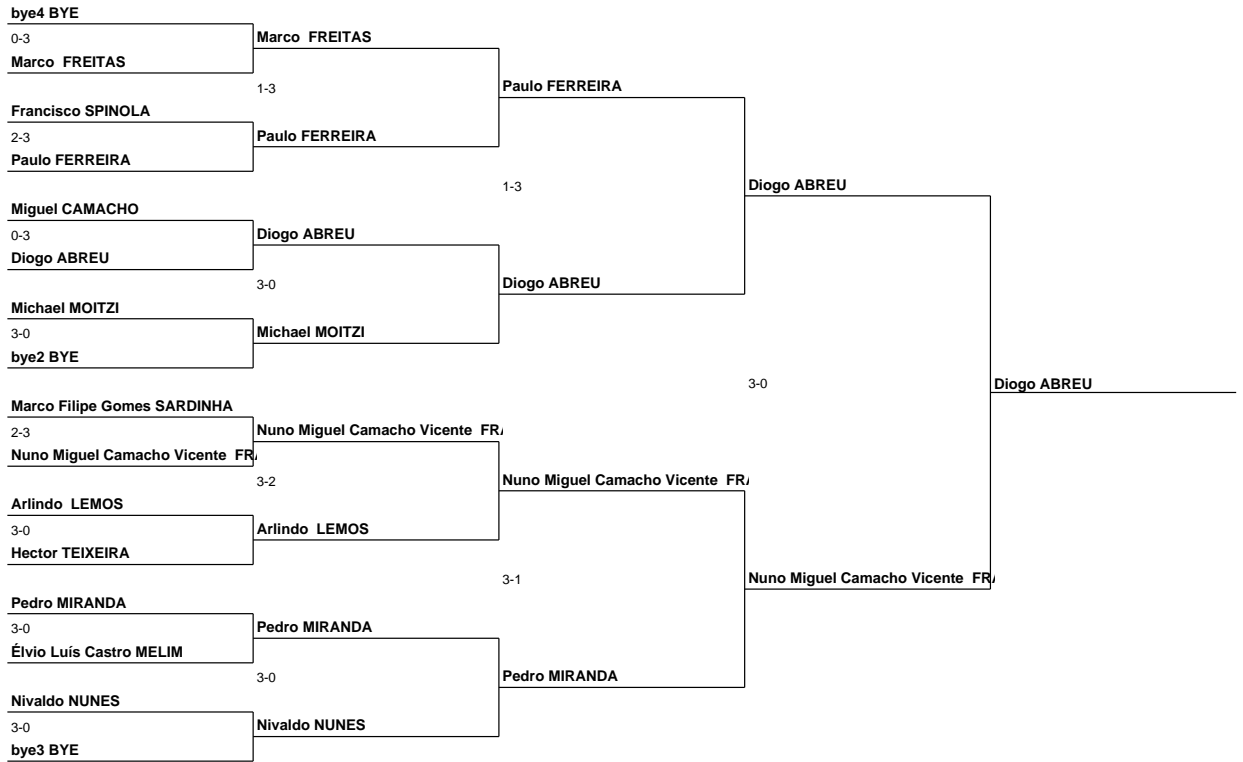 bye4 BYE
0-3
Marco  FREITAS
Marco  FREITAS
1-3
Paulo FERREIRA
Francisco SPINOLA
2-3
Paulo FERREIRA
Paulo FERREIRA
1-3
Diogo ABREU
Miguel CAMACHO
0-3
Diogo ABREU
Diogo ABREU
3-0
Diogo ABREU
Michael MOITZI
3-0
Michael MOITZI
bye2 BYE
3-0
Diogo ABREU
Marco Filipe Gomes SARDINHA
2-3
Nuno Miguel Camacho Vicente  FRA
Nuno Miguel Camacho Vicente  FRA
3-2
Nuno Miguel Camacho Vicente  FRA
Arlindo  LEMOS
3-0
Arlindo  LEMOS
Hector TEIXEIRA
3-1
Nuno Miguel Camacho Vicente  FRA
Pedro MIRANDA
3-0
Pedro MIRANDA
Élvio Luís Castro MELIM
3-0
Pedro MIRANDA
Nivaldo NUNES
3-0
Nivaldo NUNES
bye3 BYE